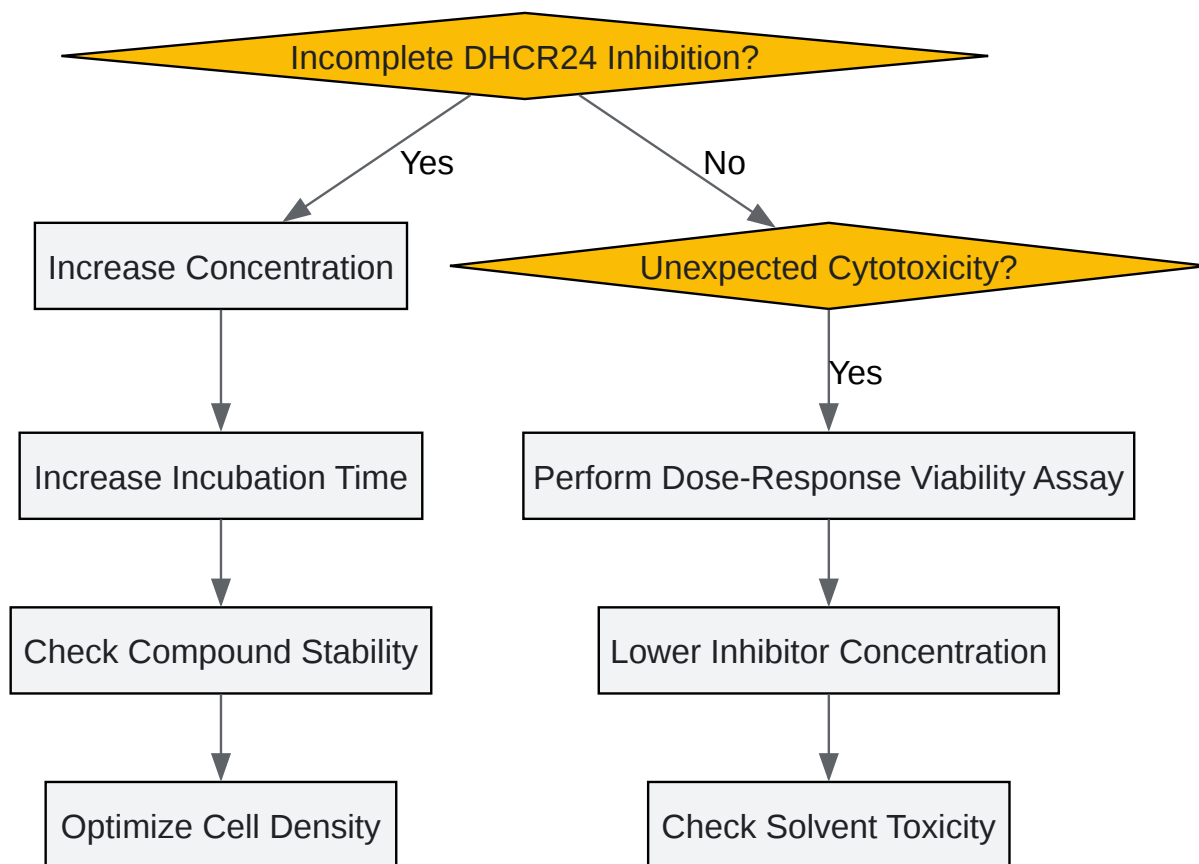 Incomplete DHCR24 Inhibition?
Yes
No
Increase Concentration
Unexpected Cytotoxicity?
Yes
Increase Incubation Time
Perform Dose-Response Viability Assay
Check Compound Stability
Lower Inhibitor Concentration
Optimize Cell Density
Check Solvent Toxicity